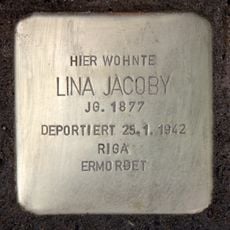 HIER WOHNTE
LINA JACOBY
JG. 1877
DEPORTIERT 25.1.1942
RIGA
ERMORDET